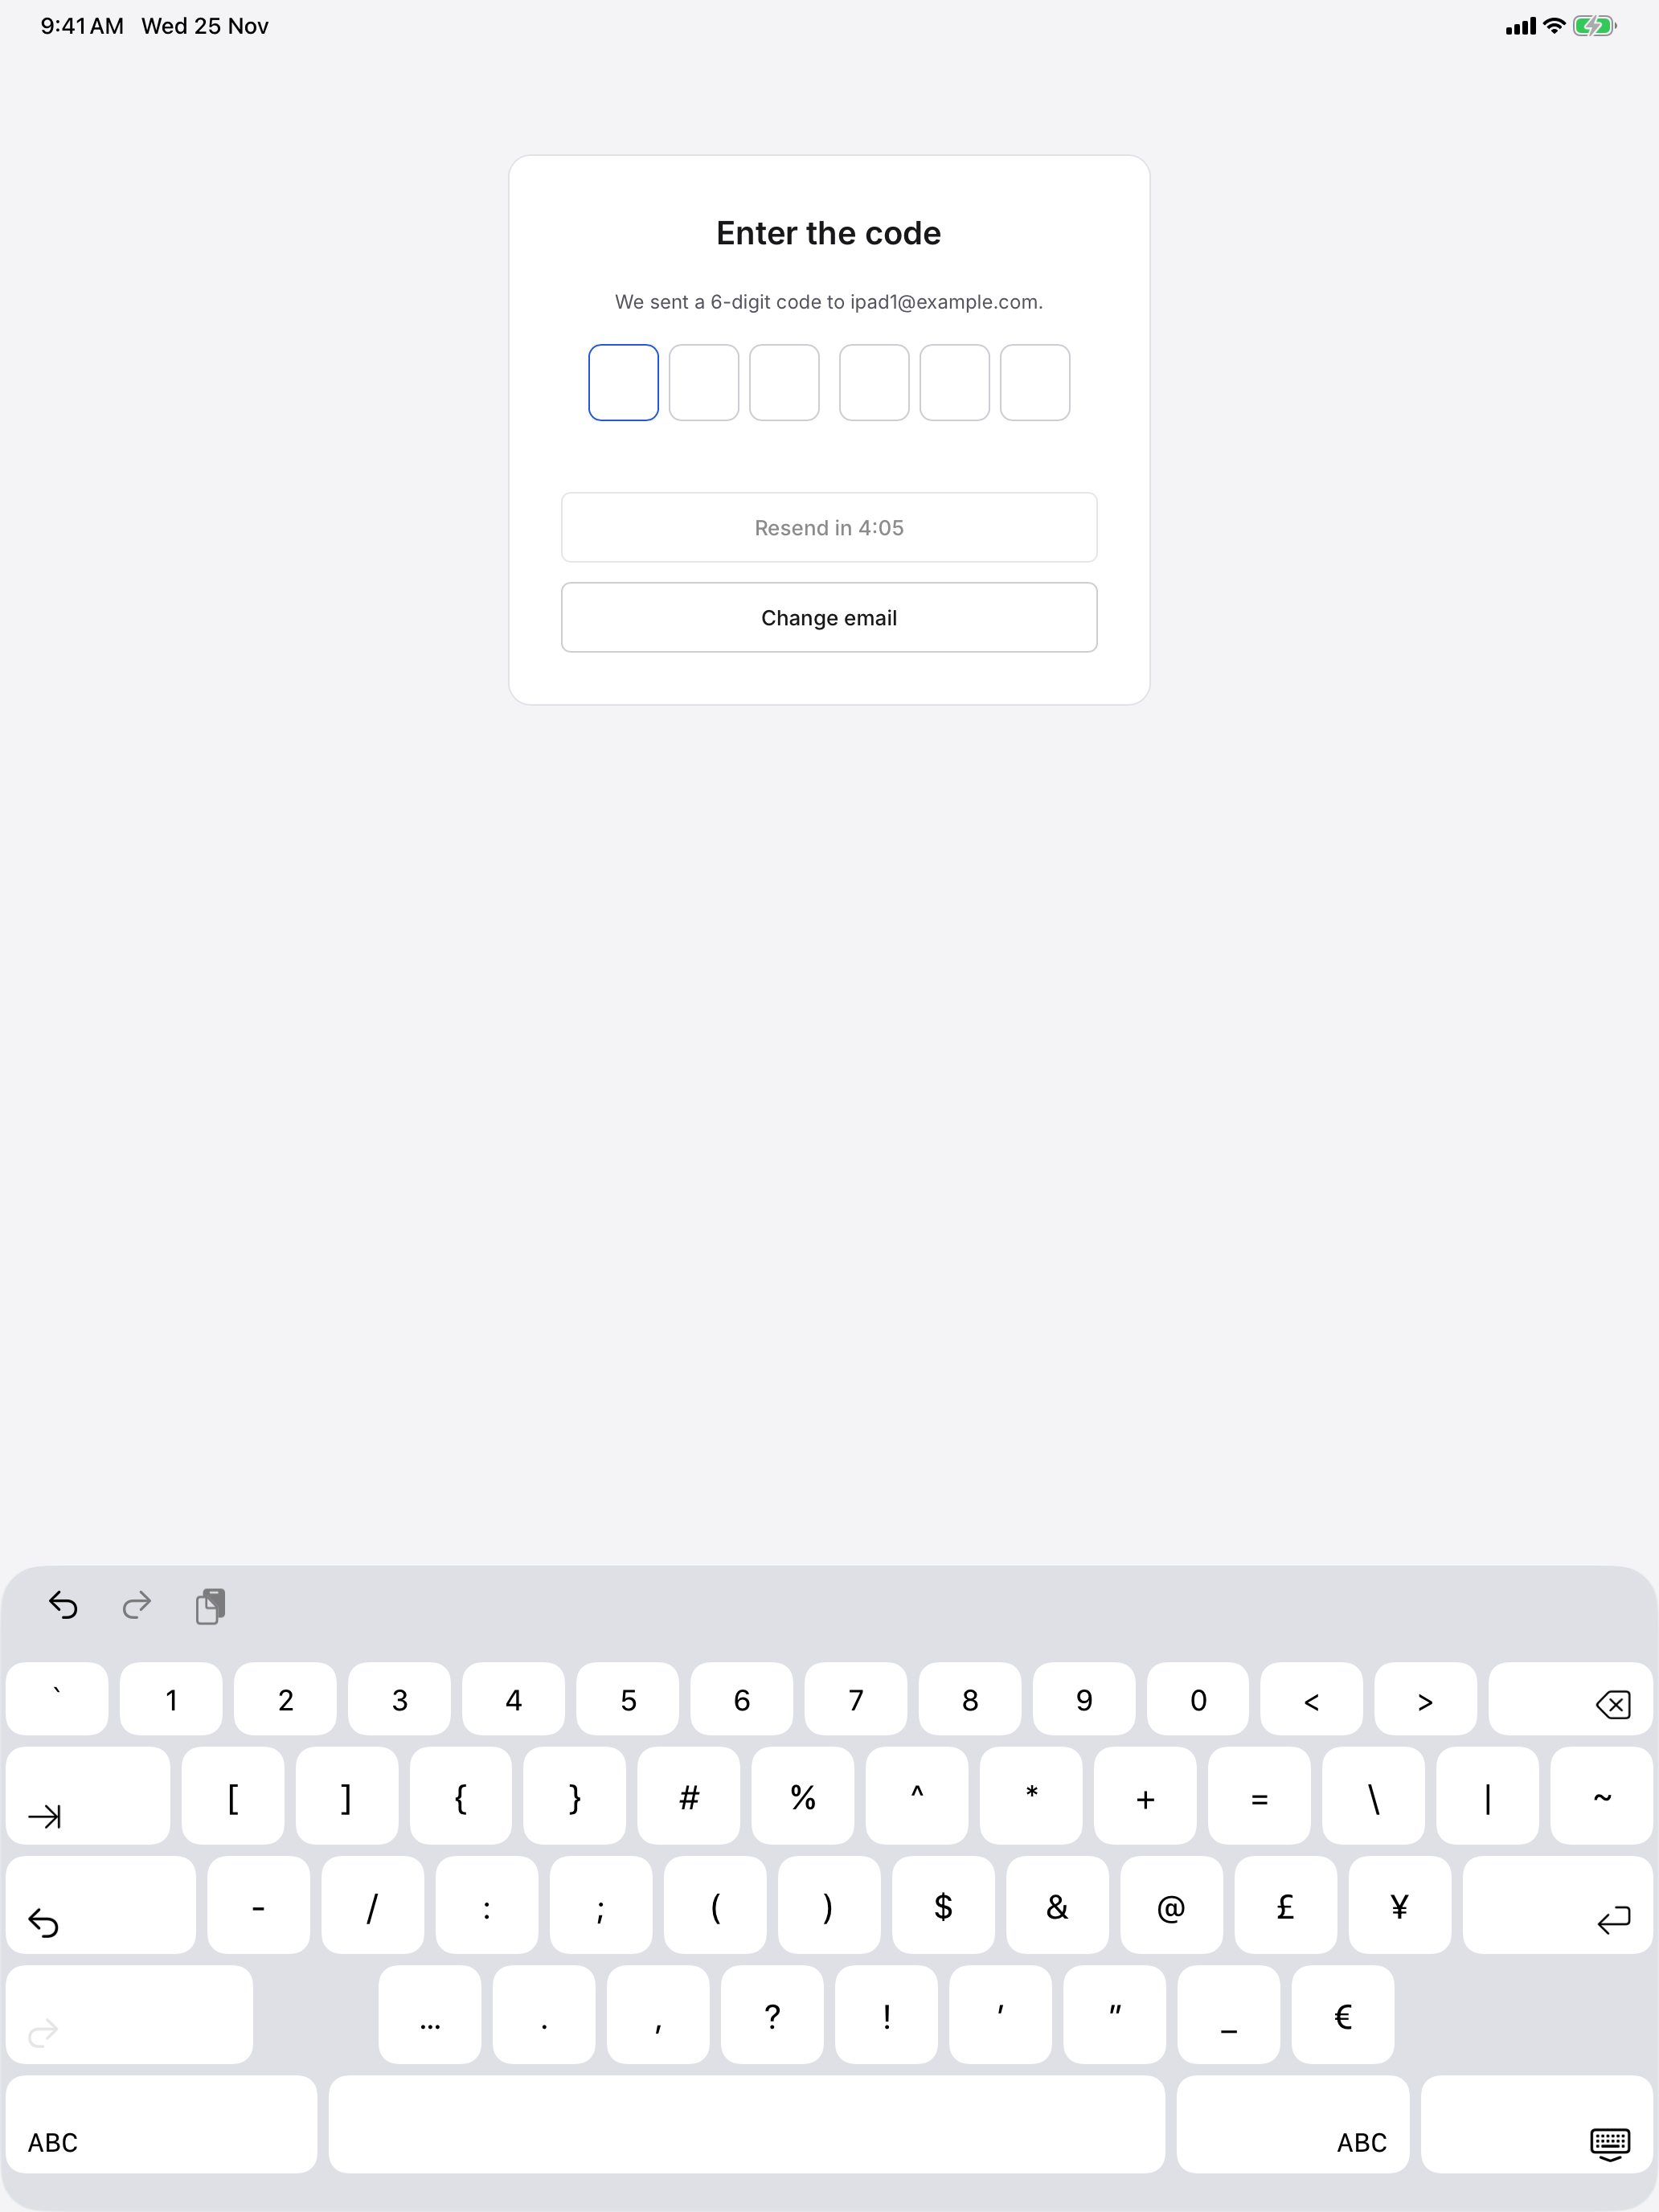 9:41 AM Wed 25 Nov
Enter the code
We sent a 6-digit code to ipad1@example.com.
Resend in 4:05
Change email
` 1 2 3 4 5 6 7 8 9 0 < >
[ ] { } # % ^ * + = \ | ~
- / : ; ( ) $ & @ £ ¥
... . , ? ! ' " _ €
ABC ABC